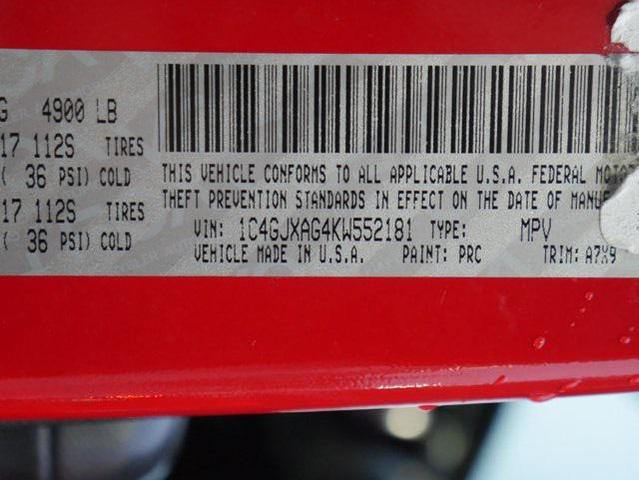 G 4900 LB
17 112S TIRES
( 36 PSI) COLD
17 112S TIRES
( 36 PSI) COLD
THIS VEHICLE CONFORMS TO ALL APPLICABLE U.S.A. FEDERAL MOTO
THEFT PREVENTION STANDARDS IN EFFECT ON THE DATE OF MANUF
VIN: 1C4GJXAG4KW552181 TYPE: MPV
VEHICLE MADE IN U.S.A. PAINT: PRC TRIM: A7X9